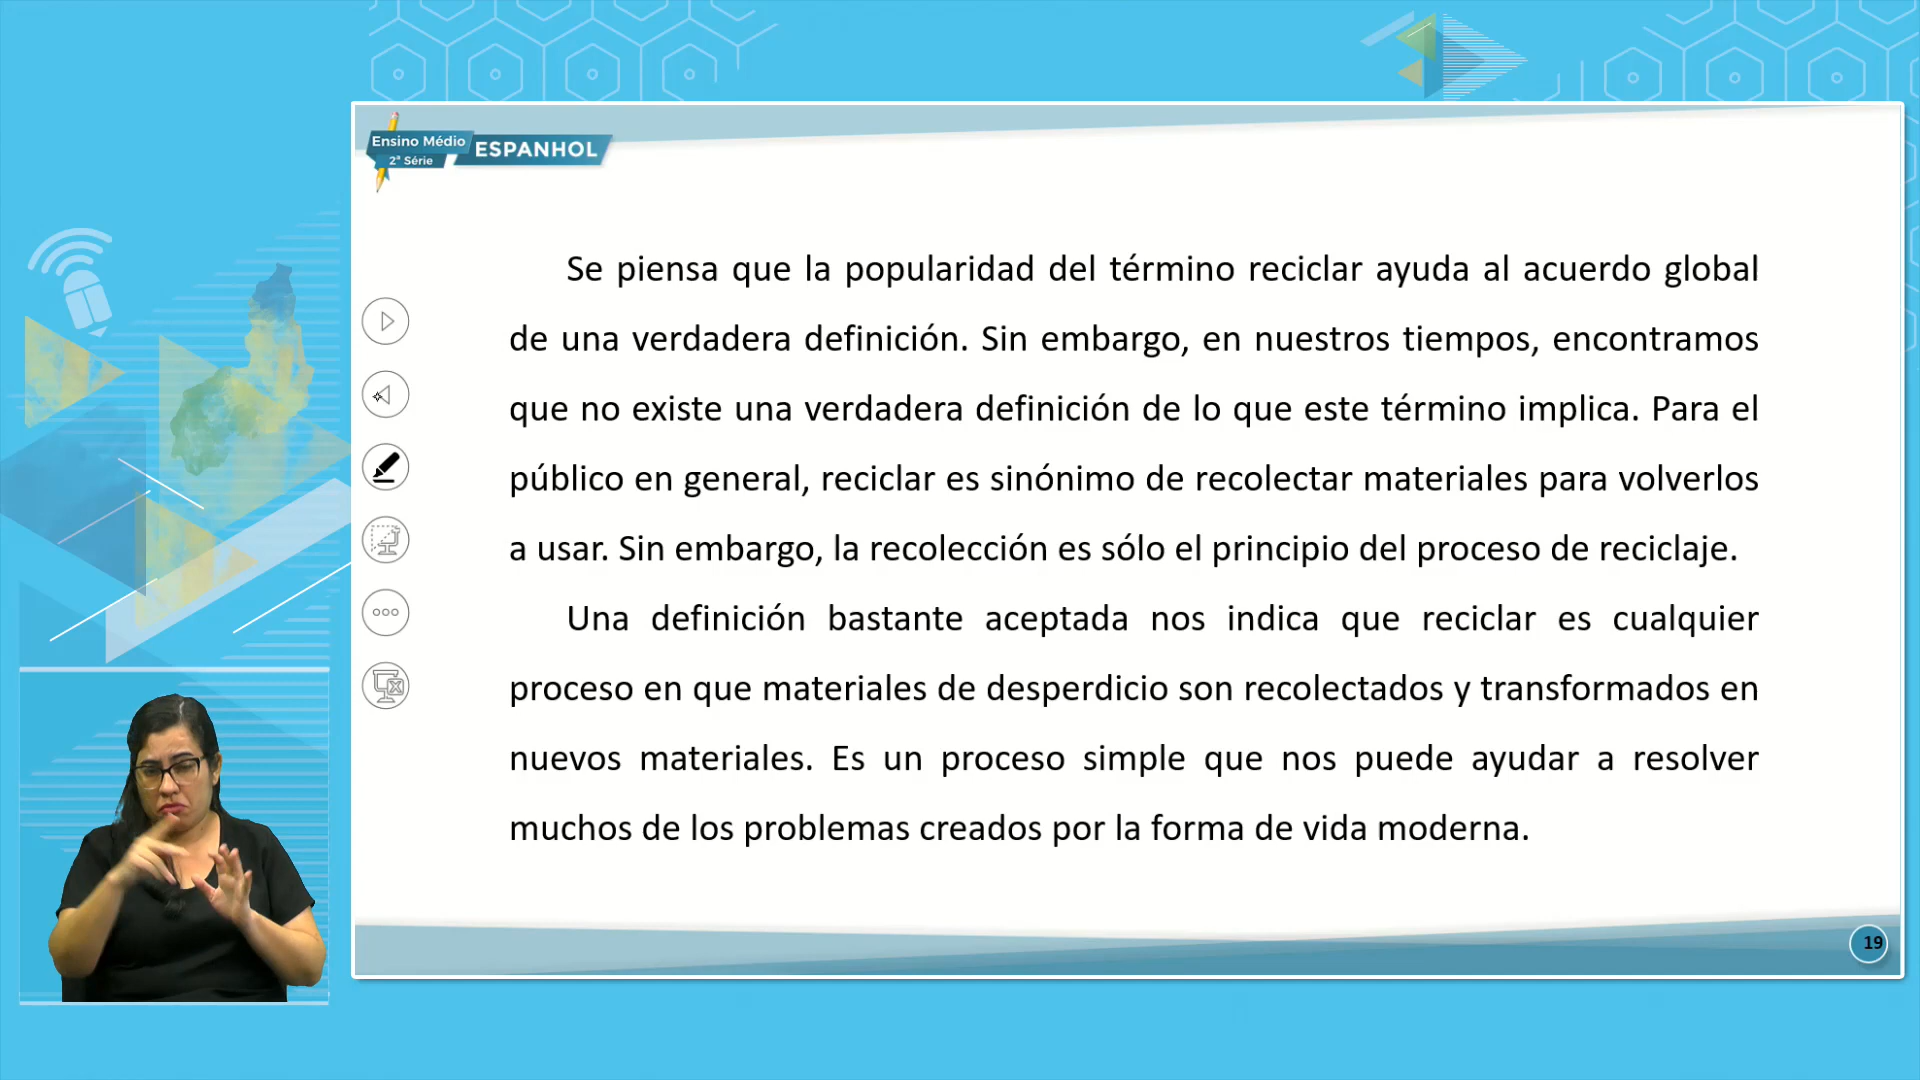 Ensino Médio
2ª Série
ESPANHOL
Se piensa que la popularidad del término reciclar ayuda al acuerdo global
de una verdadera definición. Sin embargo, en nuestros tiempos, encontramos
que no existe una verdadera definición de lo que este término implica. Para el
público en general, reciclar es sinónimo de recolectar materiales para volverlos
a usar. Sin embargo, la recolección es sólo el principio del proceso de reciclaje.
Una definición bastante aceptada nos indica que reciclar es cualquier
proceso en que materiales de desperdicio son recolectados y transformados en
nuevos materiales. Es un proceso simple que nos puede ayudar a resolver
muchos de los problemas creados por la forma de vida moderna.
19